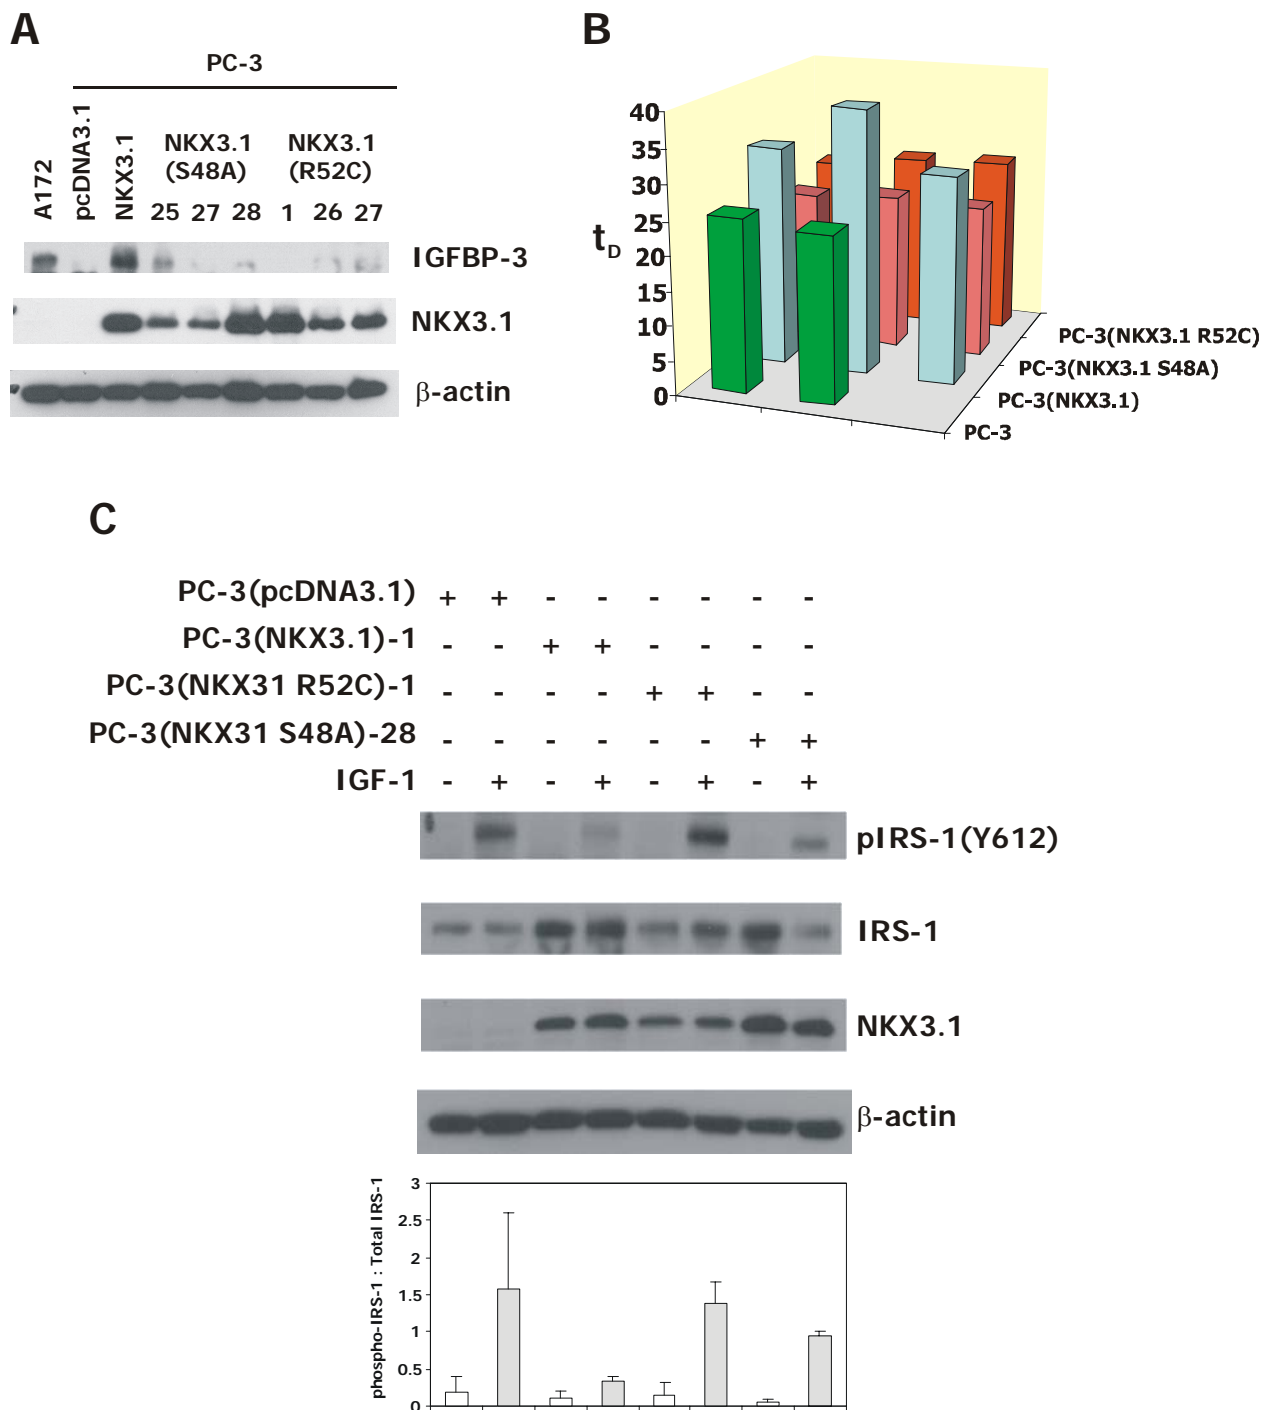 A
PC-3
A172
pcDNA3.1
NKX3.1
NKX3.1
(S48A)
NKX3.1
(R52C)
25 27 28 1 26 27
IGFBP-3
NKX3.1
β-actin
B
40
35
30
25
20
15
10
5
0
tD
PC-3(NKX3.1 R52C)
PC-3(NKX3.1 S48A)
PC-3(NKX3.1)
PC-3
C
PC-3(pcDNA3.1) + + - - - - - -
PC-3(NKX3.1)-1 - - + + - - - -
PC-3(NKX31 R52C)-1 - - - - + + - -
PC-3(NKX31 S48A)-28 - - - - - - + +
IGF-1 - + - + - + - +
pIRS-1(Y612)
IRS-1
NKX3.1
β-actin
phospho-IRS-1 : Total IRS-1
3
2.5
2
1.5
1
0.5
0